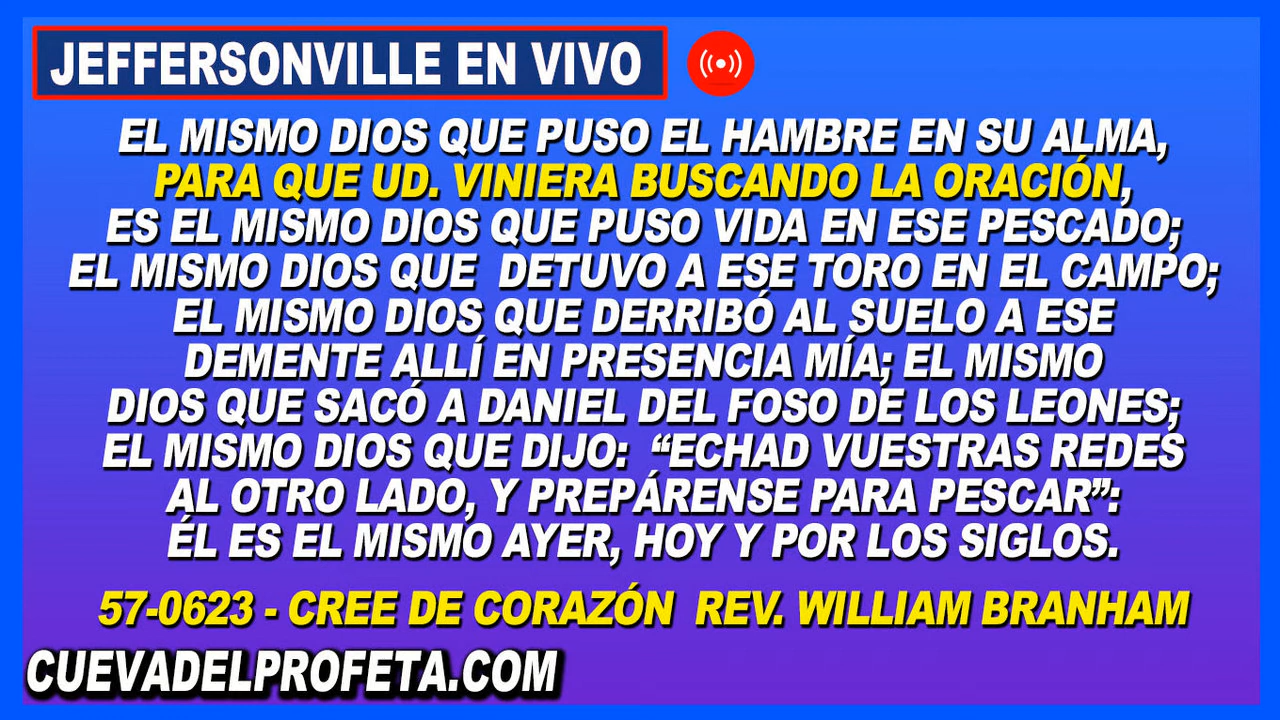 JEFFERSONVILLE EN VIVO
EL MISMO DIOS QUE PUSO EL HAMBRE EN SU ALMA,
PARA QUE UD. VINIERA BUSCANDO LA ORACIÓN,
ES EL MISMO DIOS QUE PUSO VIDA EN ESE PESCADO;
EL MISMO DIOS QUE DETUVO A ESE TORO EN EL CAMPO;
EL MISMO DIOS QUE DERRIBÓ AL SUELO A ESE
DEMENTE ALLÍ EN PRESENCIA MÍA; EL MISMO
DIOS QUE SACÓ A DANIEL DEL FOSO DE LOS LEONES;
EL MISMO DIOS QUE DIJO: “ECHAD VUESTRAS REDES
AL OTRO LADO, Y PREPÁRENSE PARA PESCAR”:
ÉL ES EL MISMO AYER, HOY Y POR LOS SIGLOS.
57-0623 - CREE DE CORAZÓN REV. WILLIAM BRANHAM
CUEVADELPROFETA.COM